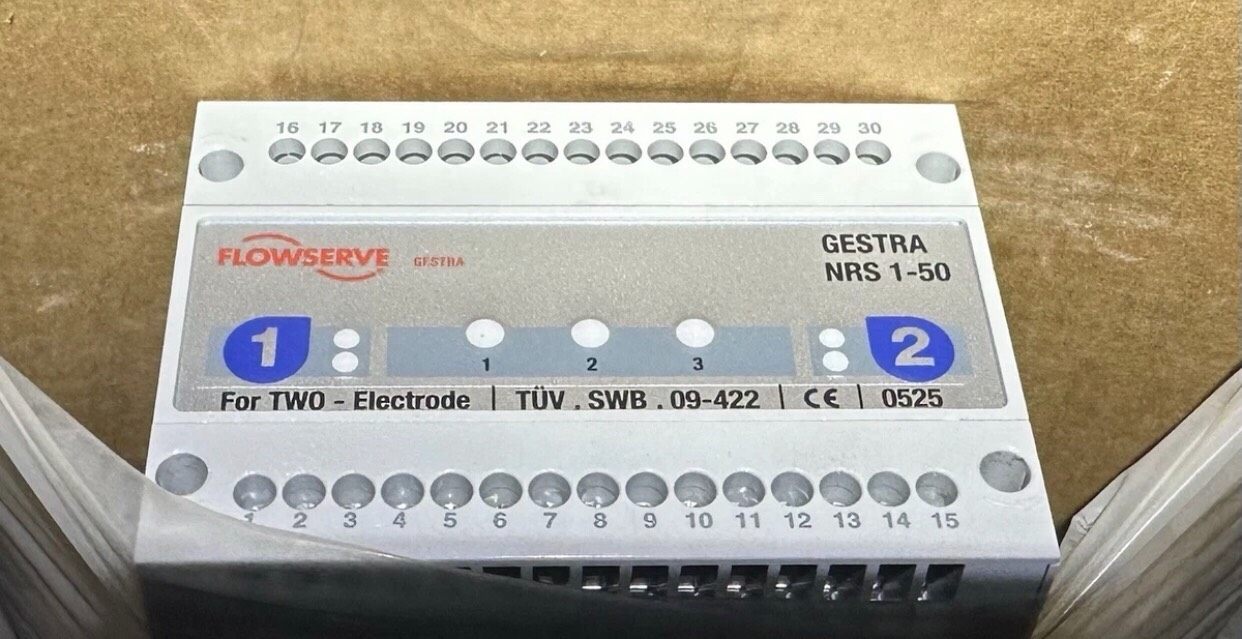 16 17 18 19 20 21 22 23 24 25 26 27 28 29 30
FLOWSERVE GESTRA
GESTRA
NRS 1-50
1
1 2 3
2
For TWO - Electrode | TÜV . SWB . 09-422 | CE | 0525
1 2 3 4 5 6 7 8 9 10 11 12 13 14 15